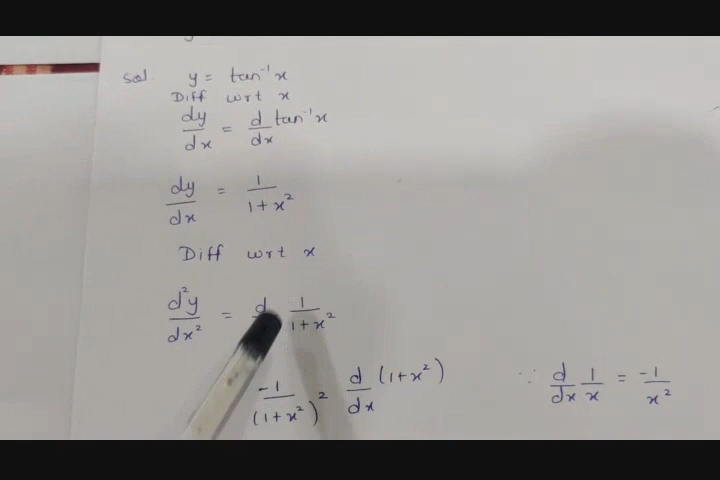 Sol. y = tan⁻¹x
Diff wrt x
dy/dx = d/dx tan⁻¹x
dy/dx = 1/(1+x²)
Diff wrt x
d²y/dx² = d 1/(1+x²)
-1/(1+x²)² d/dx (1+x²) ∵ d/dx 1/x = -1/x²